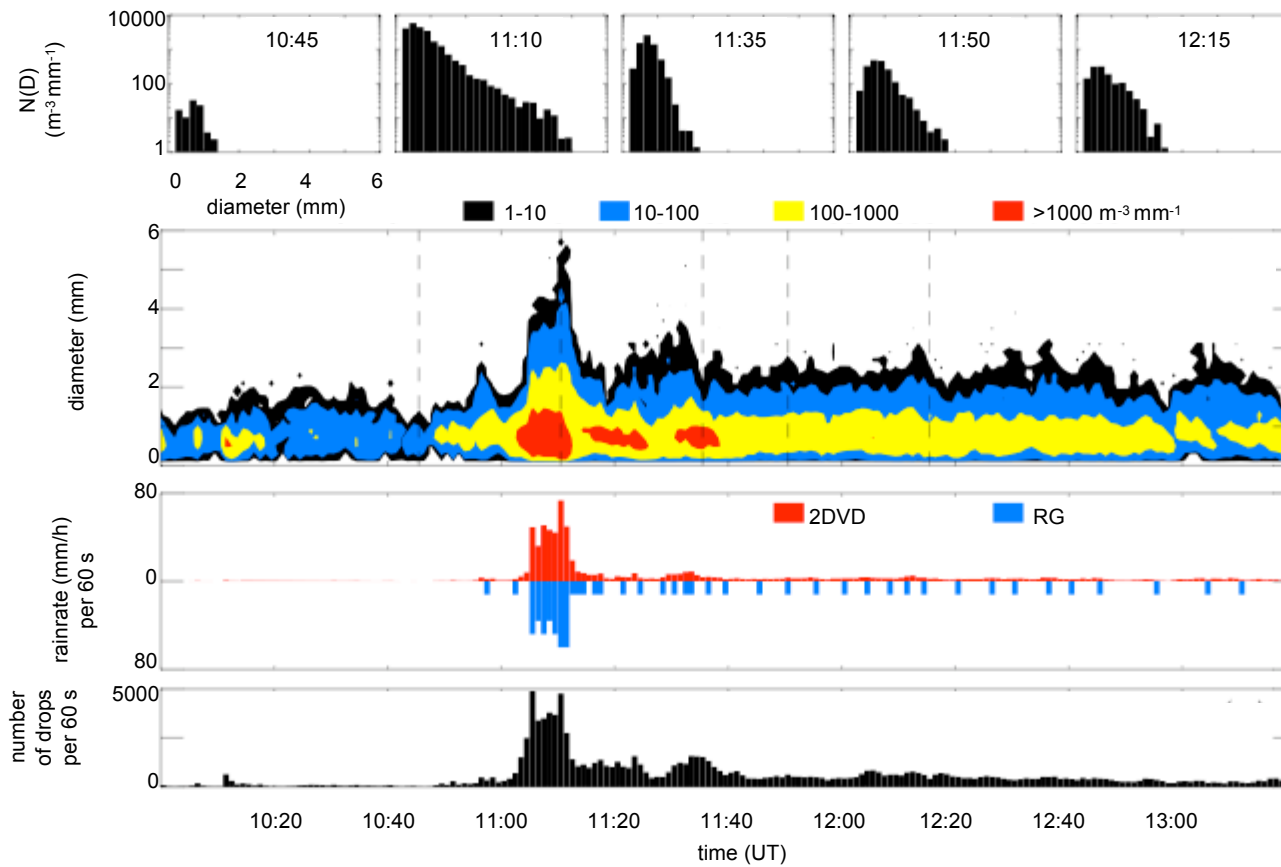 10000
100
1
N(D)
(m-3 mm-1)
10:45
11:10
11:35
11:50
12:15
0 2 4 6
diameter (mm)
1-10
10-100
100-1000
>1000 m-3 mm-1
6
4
2
0
diameter (mm)
80
0
80
rainrate (mm/h)
per 60 s
2DVD
RG
5000
0
number
of drops
per 60 s
10:20 10:40 11:00 11:20 11:40 12:00 12:20 12:40 13:00
time (UT)